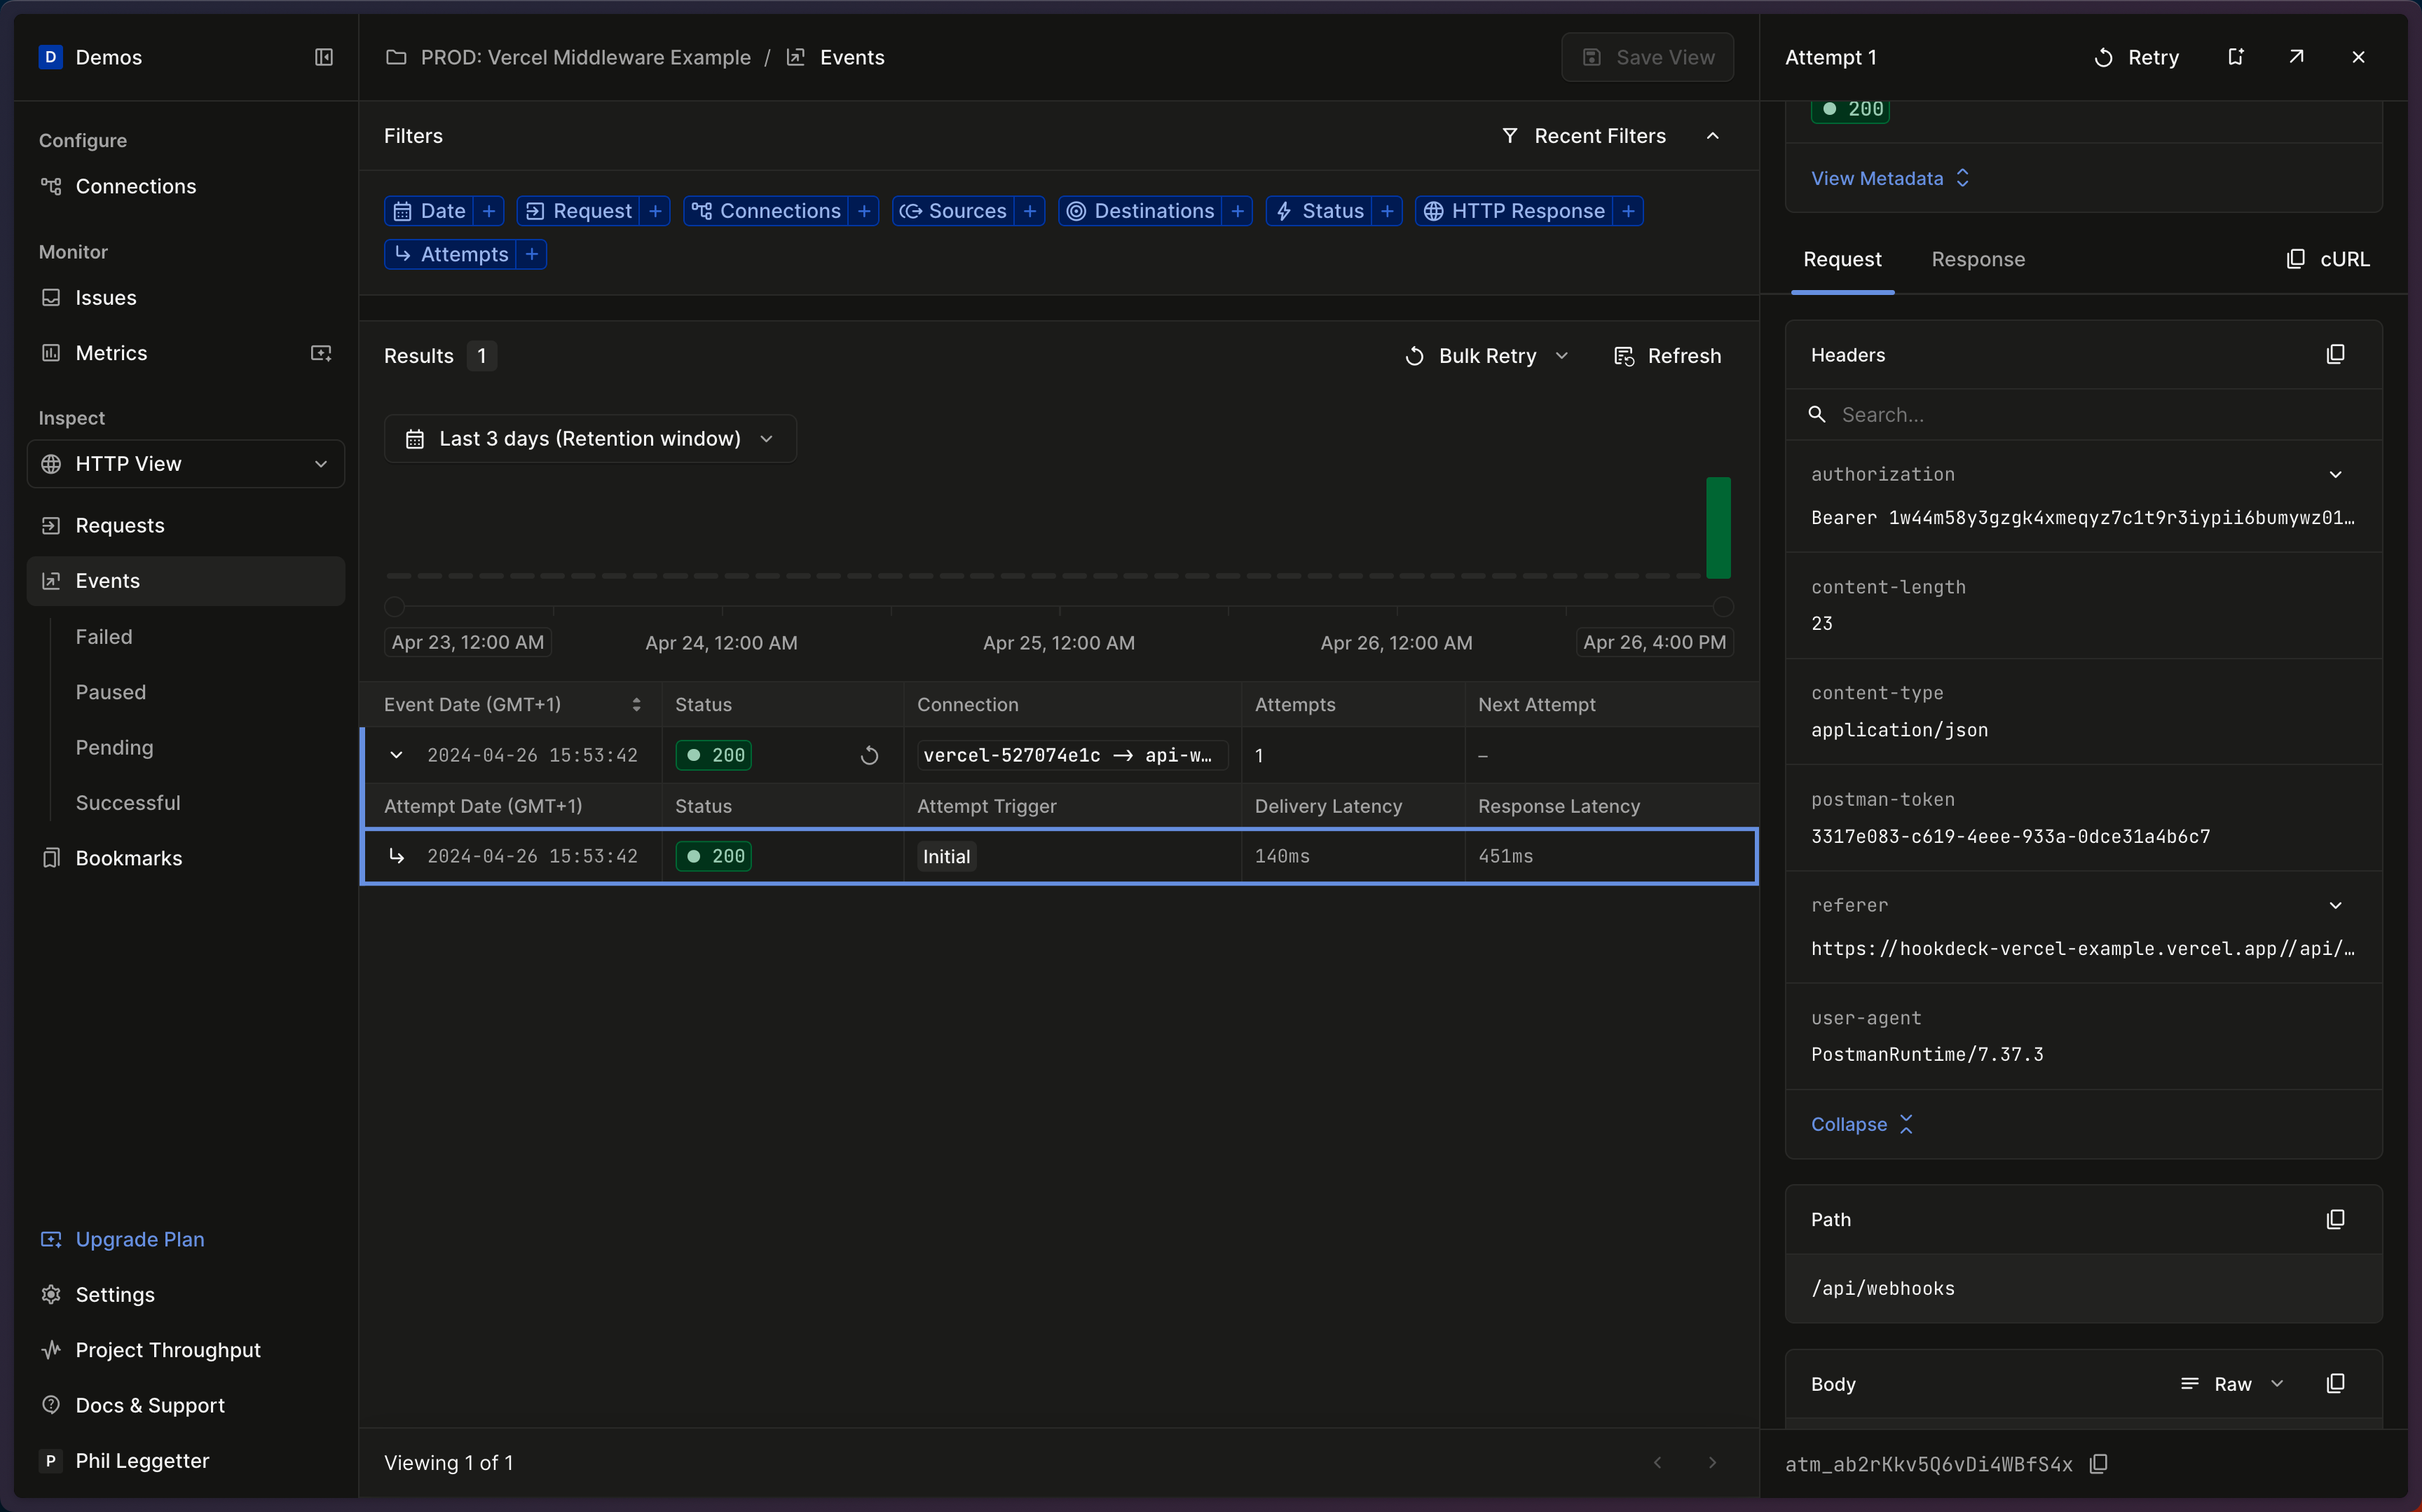 D Demos
Configure
Connections
Monitor
Issues
Metrics
Inspect
HTTP View
Requests
Events
Failed
Paused
Pending
Successful
Bookmarks
Upgrade Plan
Settings
Project Throughput
Docs & Support
P Phil Leggetter
PROD: Vercel Middleware Example / Events
Save View
Filters
Recent Filters
Date + Request + Connections + Sources + Destinations + Status + HTTP Response +
Attempts +
Results 1
Bulk Retry
Refresh
Last 3 days (Retention window)
Apr 23, 12:00 AM Apr 24, 12:00 AM Apr 25, 12:00 AM Apr 26, 12:00 AM Apr 26, 4:00 PM
Event Date (GMT+1) Status Connection Attempts Next Attempt
2024-04-26 15:53:42 200 vercel-527074e1c → api-w… 1 –
Attempt Date (GMT+1) Status Attempt Trigger Delivery Latency Response Latency
2024-04-26 15:53:42 200 Initial 140ms 451ms
Viewing 1 of 1
Attempt 1
Retry
200
View Metadata
Request Response cURL
Headers
Search...
authorization
Bearer 1w44m58y3gzgk4xmeqyz7c1t9r3iypii6bumywz01…
content-length
23
content-type
application/json
postman-token
3317e083-c619-4eee-933a-0dce31a4b6c7
referer
https://hookdeck-vercel-example.vercel.app//api/…
user-agent
PostmanRuntime/7.37.3
Collapse
Path
/api/webhooks
Body Raw
atm_ab2rKkv5Q6vDi4WBfS4x